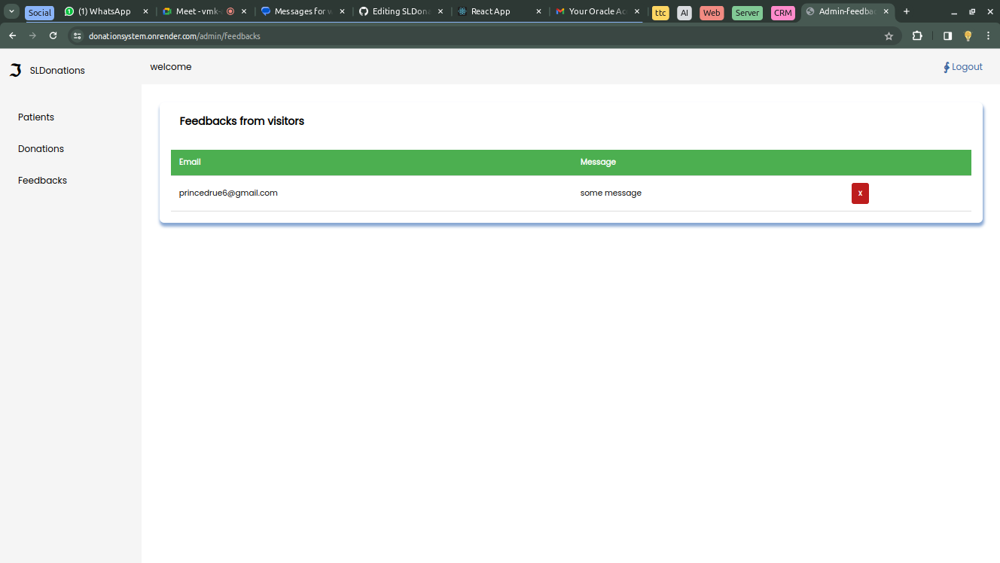 Social (1) WhatsApp Meet - vmk- Messages for Editing SLDona React App Your Oracle Ac ttc AI Web Server CRM Admin-feedbac
donationsystem.onrender.com/admin/feedbacks
SLDonations welcome Logout
Patients
Donations
Feedbacks
Feedbacks from visitors
Email Message
princedrue6@gmail.com some message x